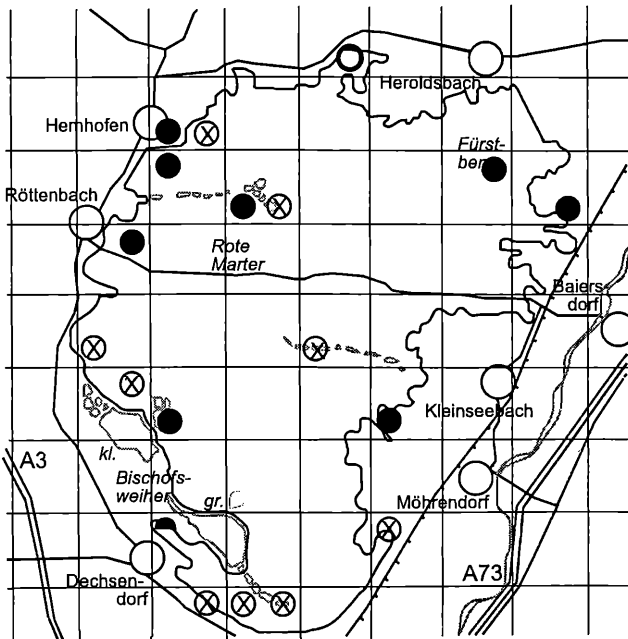 Heroldsbach
Hemhofen
Fürst-
berg
Röttenbach
Rote
Marter
Baiers
dorf
Kleinseebach
A3
kl.
Bischofs-
weiher
gr.
Möhrendorf
A73
Dechsen-
dorf